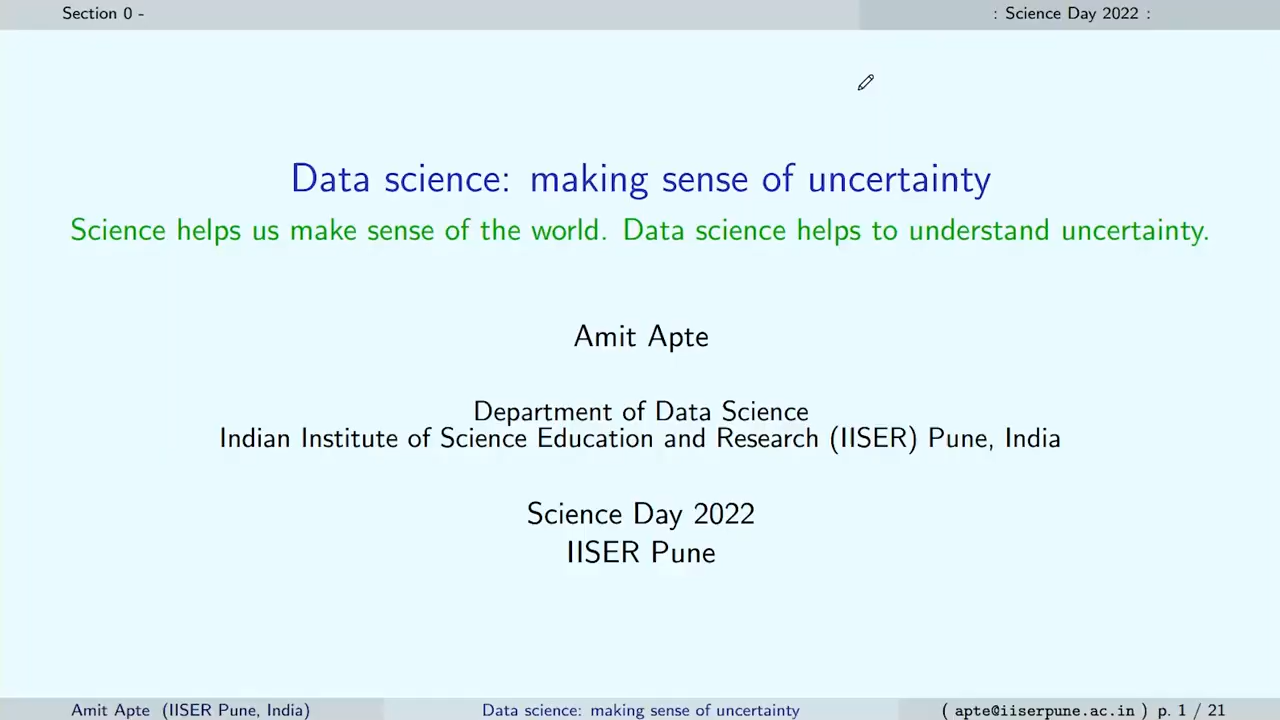 Section 0 -
: Science Day 2022 :
Data science: making sense of uncertainty
Science helps us make sense of the world. Data science helps to understand uncertainty.
Amit Apte
Department of Data Science
Indian Institute of Science Education and Research (IISER) Pune, India
Science Day 2022
IISER Pune
Amit Apte (IISER Pune, India)
Data science: making sense of uncertainty
( apte@iiserpune.ac.in ) p. 1 / 21